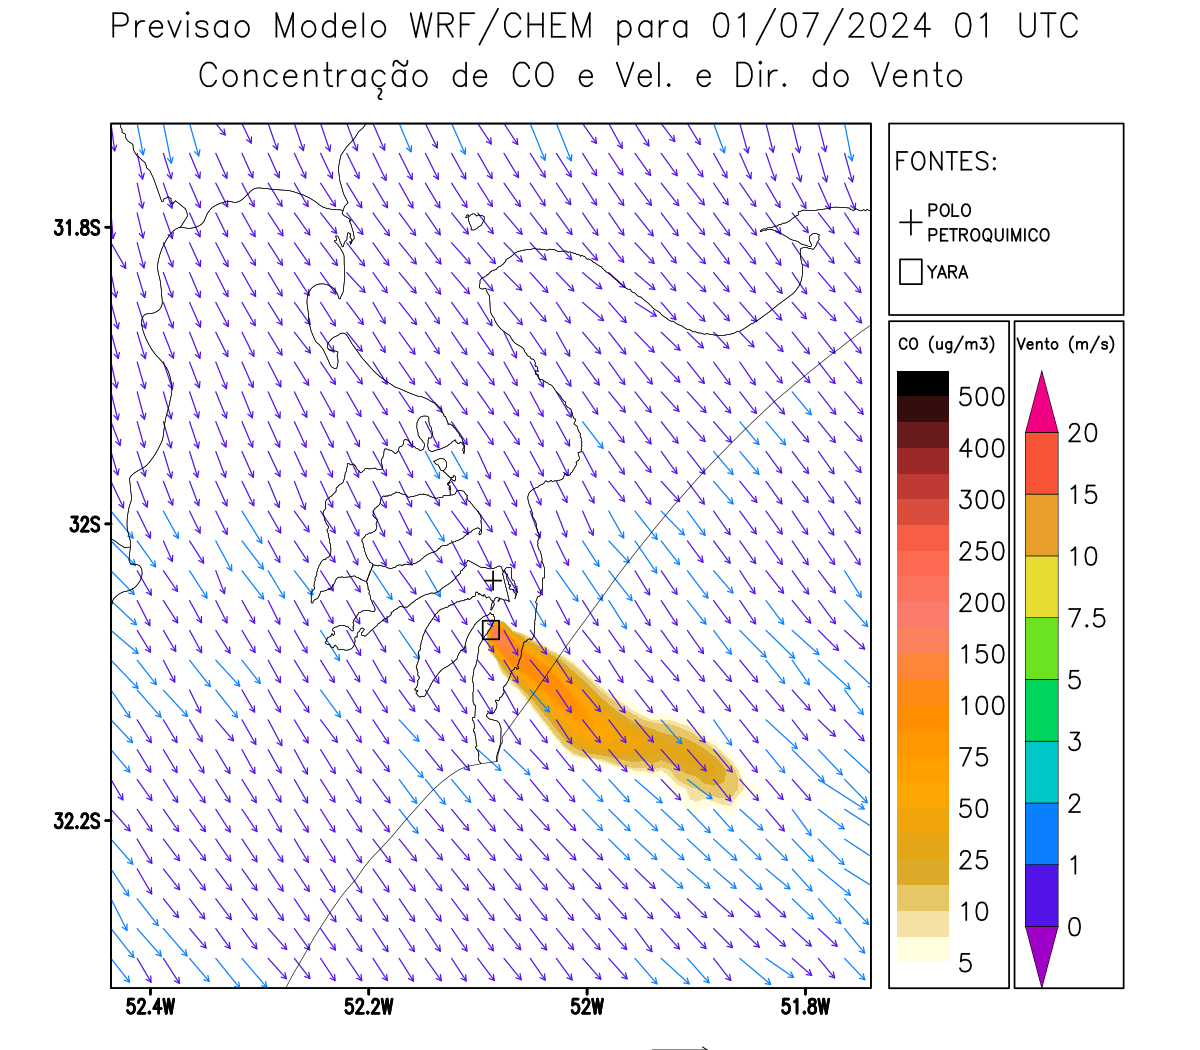 Previsao Modelo WRF/CHEM para 01/07/2024 01 UTC
Concentração de CO e Vel. e Dir. do Vento
FONTES:
POLO
PETROQUIMICO
YARA
31.8S
32S
32.2S
52.4W
52.2W
52W
51.8W
CO (ug/m3)
500
400
300
250
200
150
100
75
50
25
10
5
Vento (m/s)
20
15
10
7.5
5
3
2
1
0